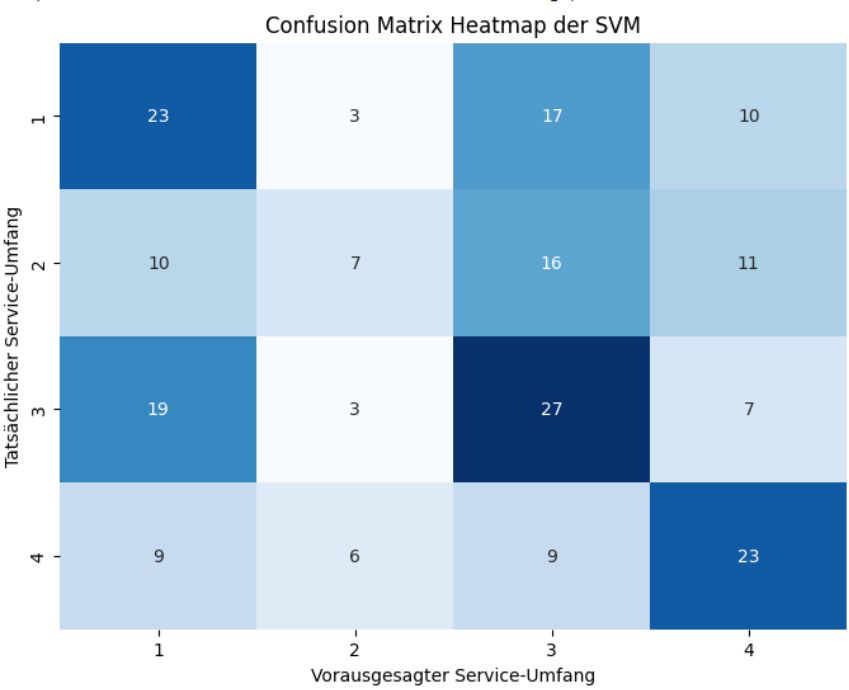 Confusion Matrix Heatmap der SVM
Tatsächlicher Service-Umfang
1 23 3 17 10
2 10 7 16 11
3 19 3 27 7
4 9 6 9 23
1 2 3 4
Vorausgesagter Service-Umfang